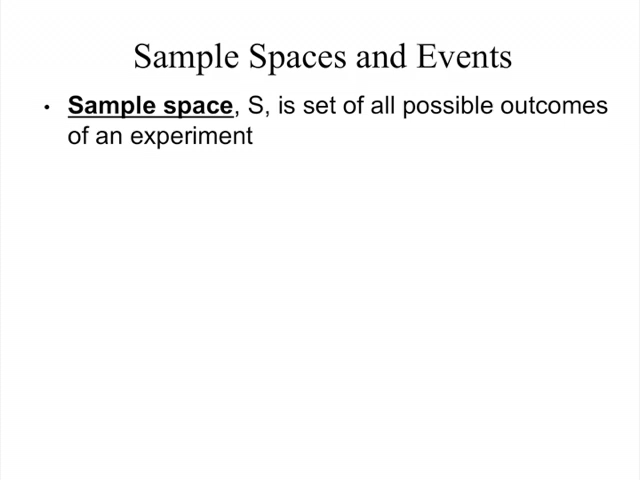 Sample Spaces and Events
• Sample space, S, is set of all possible outcomes
of an experiment